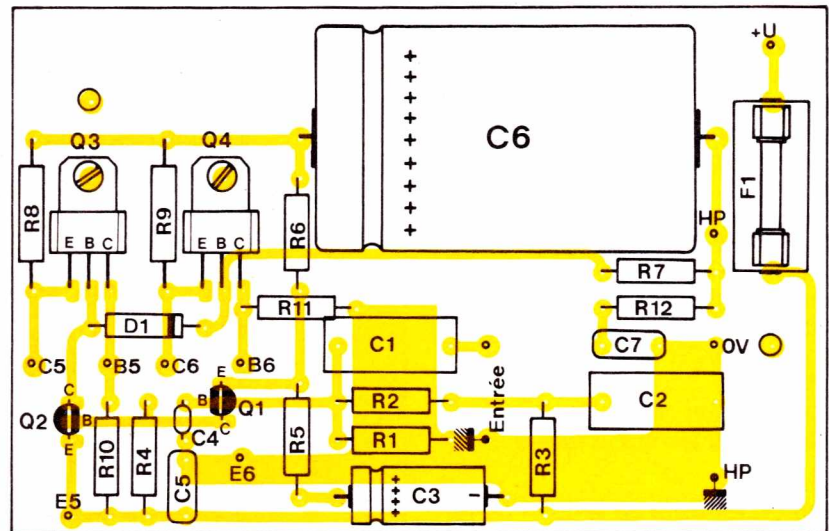 +U
Q3
Q4
C6
+ + + + + + + + +
F1
R8
R9
R6
HP
E B C
E B C
R7
R11
R12
D1
C1
C7
0V
C5
B5
C6
B6
E
B
Q1
C
R2
C2
C
Q2
B
E
C4
R1
Entrée
R10
R4
R5
R3
E6
C5
+ + + +
C3
-
HP
E5